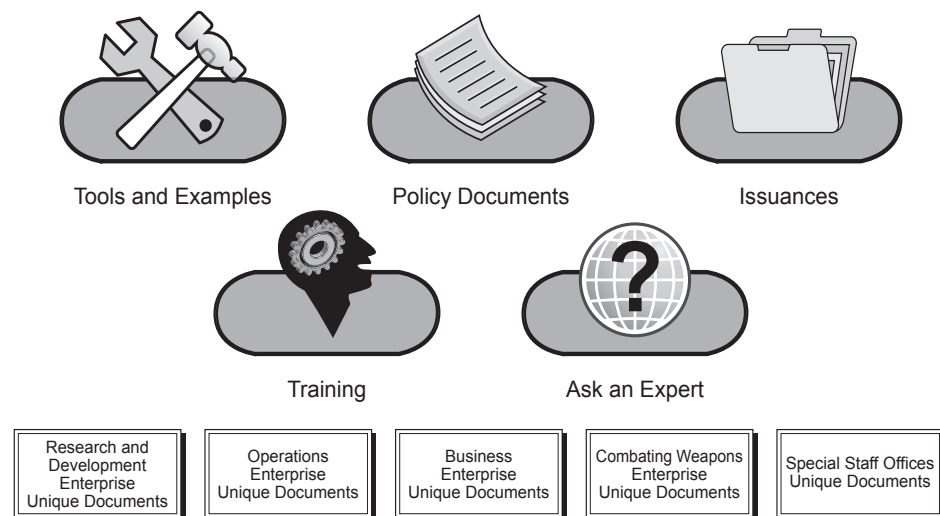 Tools and Examples
Policy Documents
Issuances
Training
Ask an Expert
Research and
Development
Enterprise
Unique Documents
Operations
Enterprise
Unique Documents
Business
Enterprise
Unique Documents
Combating Weapons
Enterprise
Unique Documents
Special Staff Offices
Unique Documents
?